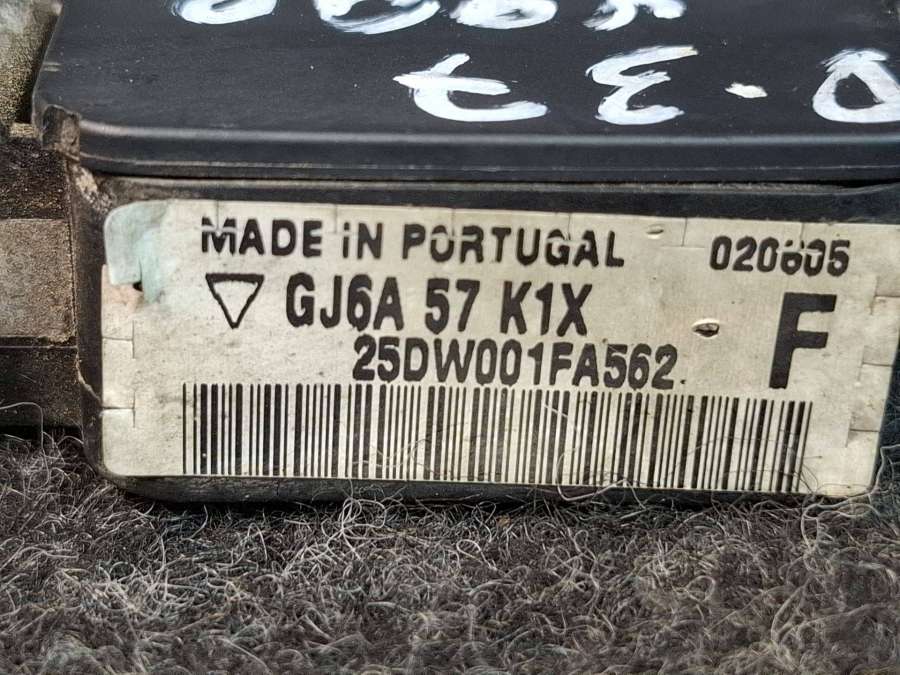 MADE iN PORTUGAL 020605
GJ6A 57 K1X
25DW001FA562
F